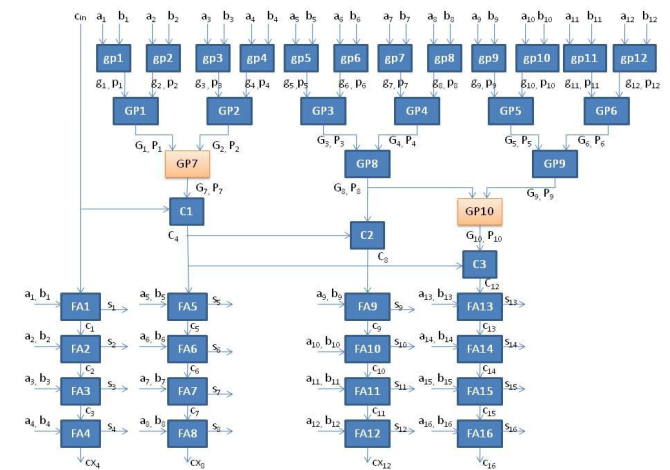 cin a₁ b₁ a₂ b₂ a₃ b₃ a₄ b₄ a₅ b₅ a₆ b₆ a₇ b₇ a₈ b₈ a₉ b₉ a₁₀ b₁₀ a₁₁ b₁₁ a₁₂ b₁₂
gp1 gp2 gp3 gp4 gp5 gp6 gp7 gp8 gp9 gp10 gp11 gp12
g₁, p₁ g₂, p₂ g₃, p₃ g₄, p₄ g₅, p₅ g₆, p₆ g₇, p₇ g₈, p₈ g₉, p₉ g₁₀, p₁₀ g₁₁, p₁₁ g₁₂, p₁₂
GP1 GP2 GP3 GP4 GP5 GP6
G₁, P₁ G₂, P₂ G₃, P₃ G₄, P₄ G₅, P₅ G₆, P₆
GP7 GP8 GP9
G₇, P₇ G₈, P₈ G₉, P₉
C1 GP10
C₄ C2 G₁₀, P₁₀
C₈ C3
C₁₂
a₁, b₁ FA1 s₁ a₅, b₅ FA5 s₅ a₉, b₉ FA9 s₉ a₁₃, b₁₃ FA13 s₁₃
c₁ c₅ c₉ c₁₃
a₂, b₂ FA2 s₂ a₆, b₆ FA6 s₆ a₁₀, b₁₀ FA10 s₁₀ a₁₄, b₁₄ FA14 s₁₄
c₂ c₆ c₁₀ c₁₄
a₃, b₃ FA3 s₃ a₇, b₇ FA7 s₇ a₁₁, b₁₁ FA11 s₁₁ a₁₅, b₁₅ FA15 s₁₅
c₃ c₇ c₁₁ c₁₅
a₄, b₄ FA4 s₄ a₈, b₈ FA8 s₈ a₁₂, b₁₂ FA12 s₁₂ a₁₆, b₁₆ FA16 s₁₆
cx₄ cx₈ cx₁₂ c₁₆